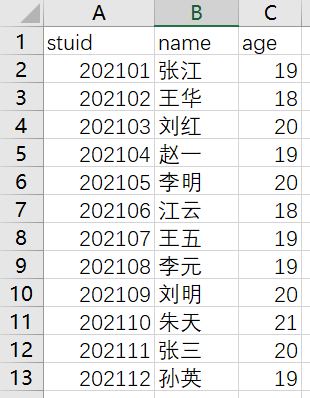 A B C
1 stuid name age
2 202101 张江 19
3 202102 王华 18
4 202103 刘红 20
5 202104 赵一 19
6 202105 李明 20
7 202106 江云 18
8 202107 王五 19
9 202108 李元 19
10 202109 刘明 20
11 202110 朱天 21
12 202111 张三 20
13 202112 孙英 19